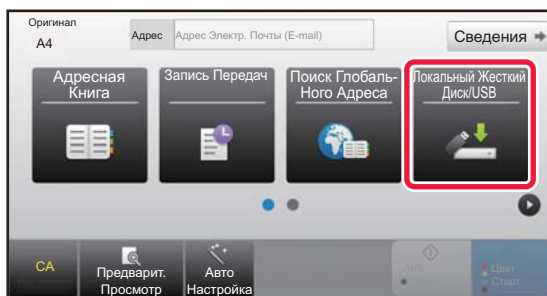 Оригинал
A4
Адрес
Адрес Электр. Почты (E-mail)
Сведения
Адресная
Книга
Запись Передач
Поиск Глобаль-
Ного Адреса
Локальный Жесткий
Диск/USB
CA
Предварит.
Просмотр
Авто
Настройка
Ч/Б
Старт
Цвет
Старт